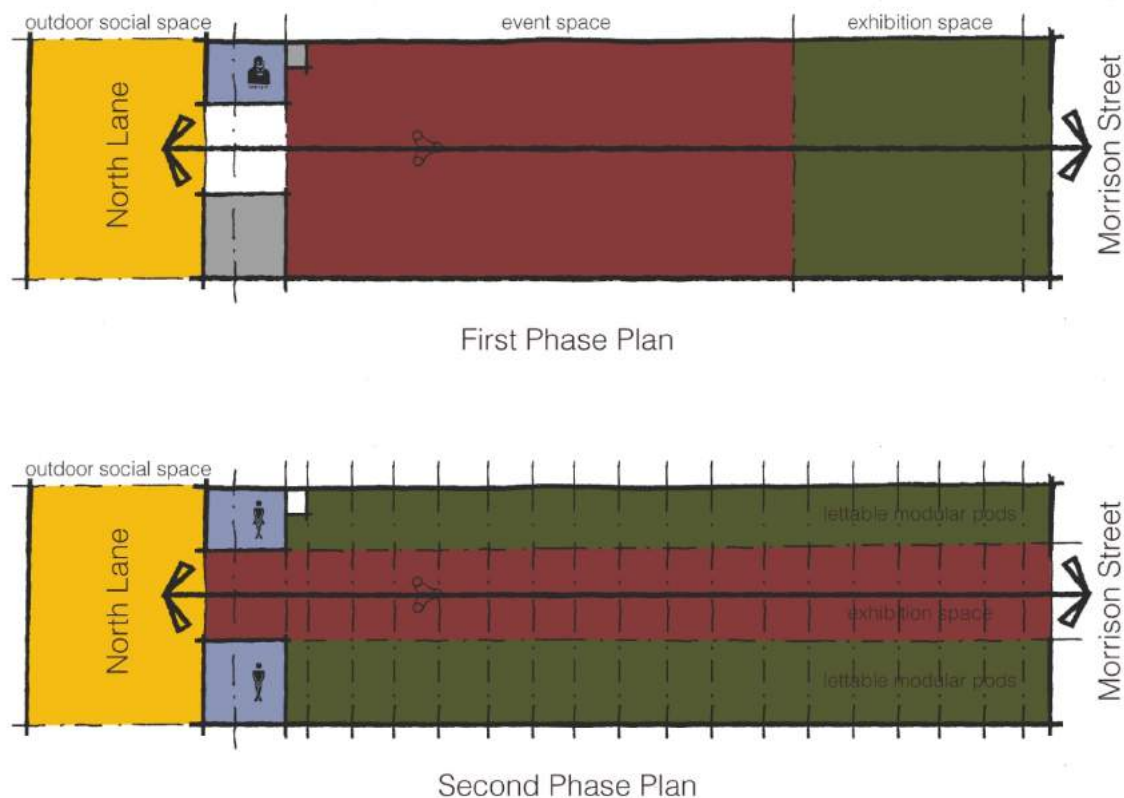 outdoor social space
event space
exhibition space
North Lane
Morrison Street
First Phase Plan
outdoor social space
lettable modular pods
North Lane
exhibition space
Morrison Street
lettable modular pods
Second Phase Plan